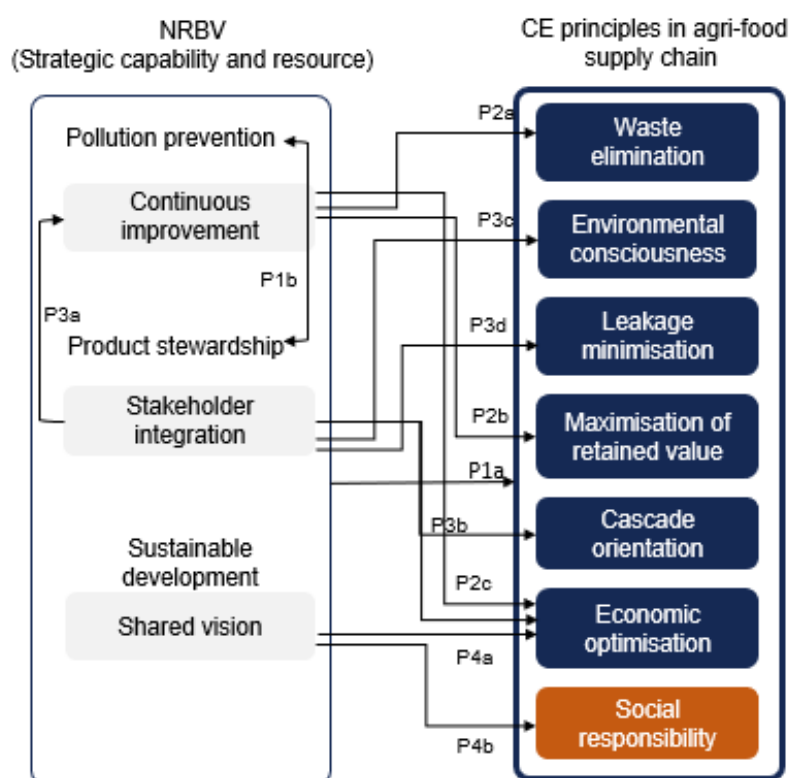 NRBV
(Strategic capability and resource)
CE principles in agri-food
supply chain
Pollution prevention
Continuous
improvement
P1b
P3a
Product stewardship
Stakeholder
integration
Sustainable
development
Shared vision
P2a
P3c
P3d
P2b
P1a
P3b
P2c
P4a
P4b
Waste
elimination
Environmental
consciousness
Leakage
minimisation
Maximisation of
retained value
Cascade
orientation
Economic
optimisation
Social
responsibility